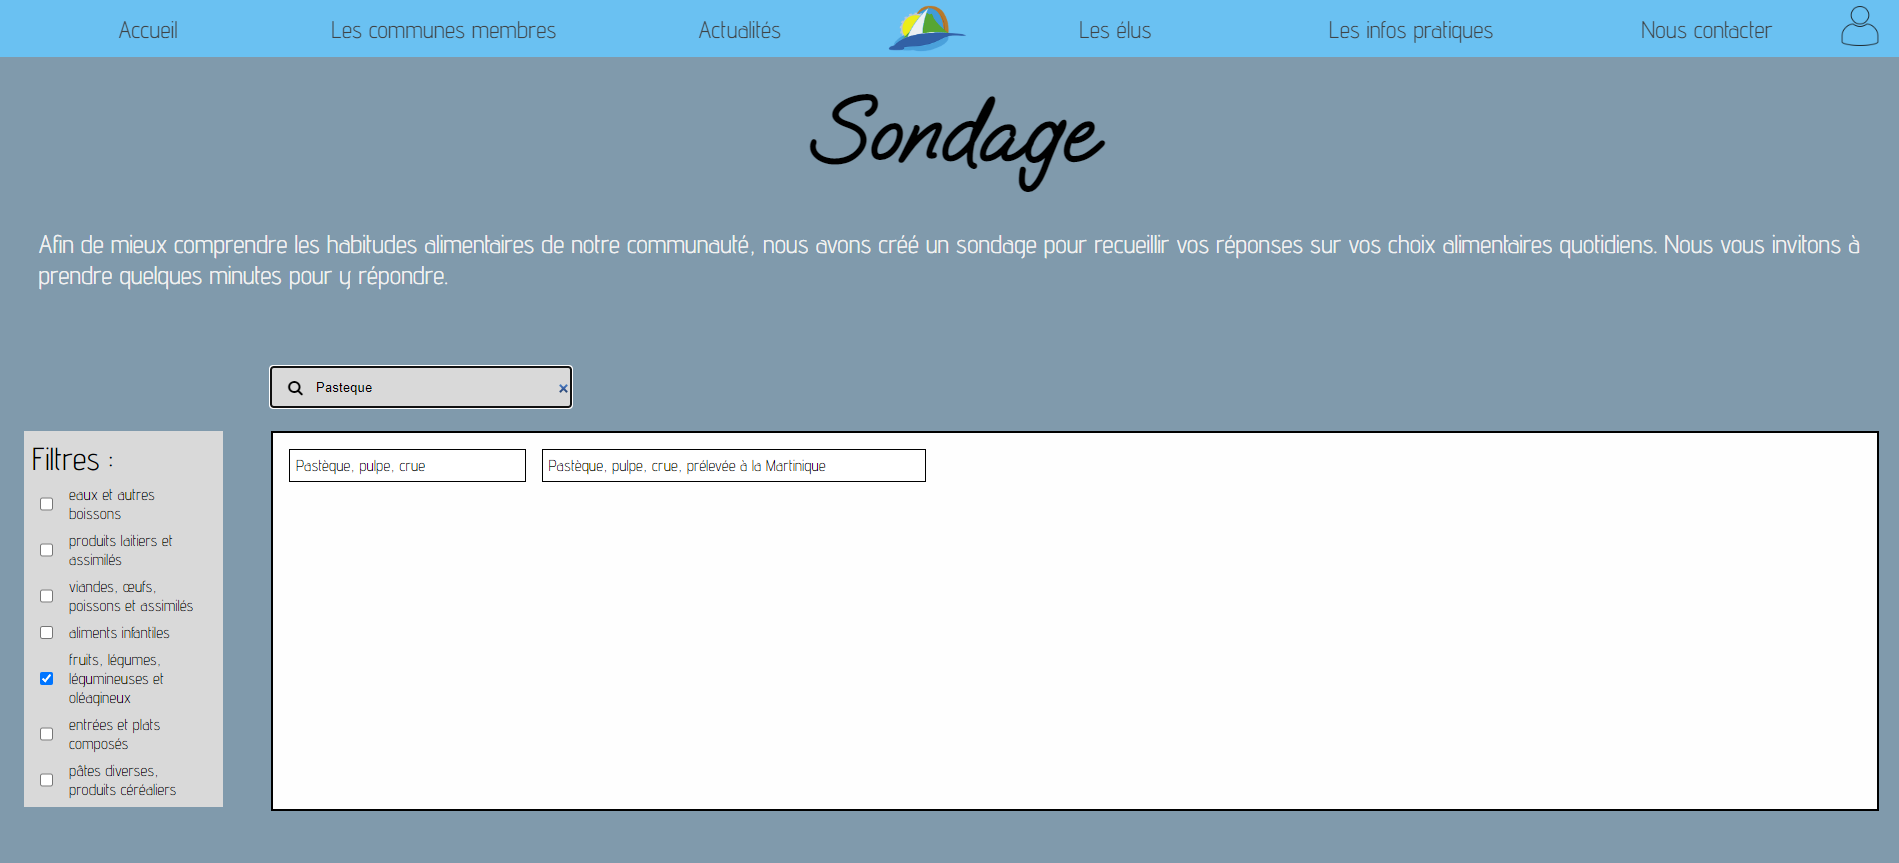 Accueil Les communes membres Actualités Les élus Les infos pratiques Nous contacter
Sondage
Afin de mieux comprendre les habitudes alimentaires de notre communauté, nous avons créé un sondage pour recueillir vos réponses sur vos choix alimentaires quotidiens. Nous vous invitons à
prendre quelques minutes pour y répondre.
Pasteque ×
Filtres :
eaux et autres
boissons
produits laitiers et
assimilés
viandes, œufs,
poissons et assimilés
aliments infantiles
fruits, légumes,
légumineuses et
oléagineux
entrées et plats
composés
pâtes diverses,
produits céréaliers
Pastèque, pulpe, crue
Pastèque, pulpe, crue, prélevée à la Martinique